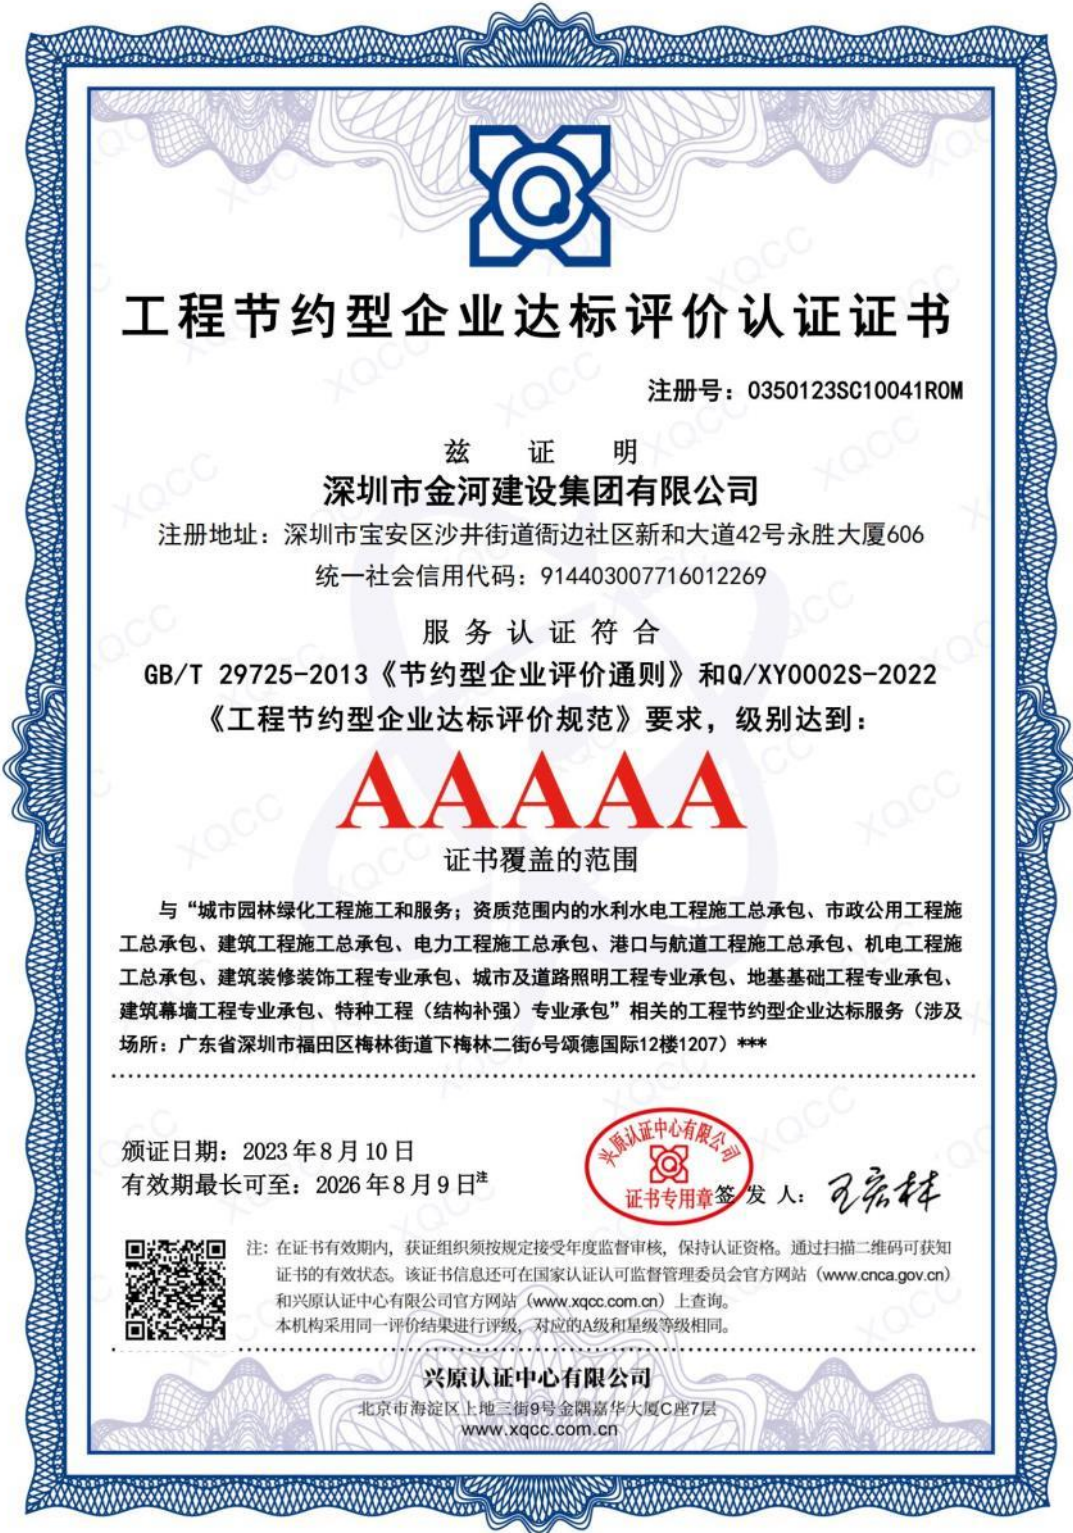 工程节约型企业达标评价认证证书
注册号：0350123SC10041R0M
兹 证 明
深圳市金河建设集团有限公司
注册地址：深圳市宝安区沙井街道衙边社区新和大道42号永胜大厦606
统一社会信用代码：914403007716012269
服务认证符合
GB/T 29725-2013《节约型企业评价通则》和Q/XY0002S-2022
《工程节约型企业达标评价规范》要求，级别达到：
AAAAA
证书覆盖的范围
与“城市园林绿化工程施工和服务；资质范围内的水利水电工程施工总承包、市政公用工程施
工总承包、建筑工程施工总承包、电力工程施工总承包、港口与航道工程施工总承包、机电工程施
工总承包、建筑装修装饰工程专业承包、城市及道路照明工程专业承包、地基基础工程专业承包、
建筑幕墙工程专业承包、特种工程（结构补强）专业承包”相关的工程节约型企业达标服务（涉及
场所：广东省深圳市福田区梅林街道下梅林二街6号颂德国际12楼1207）***
颁证日期：2023年8月10日
有效期最长可至：2026年8月9日注
兴原认证中心有限公司
证书专用章
签发人：王宏林
注：在证书有效期内，获证组织须按规定接受年度监督审核，保持认证资格。通过扫描二维码可获知
证书的有效状态。该证书信息还可在国家认证认可监督管理委员会官方网站（www.cnca.gov.cn）
和兴原认证中心有限公司官方网站（www.xqcc.com.cn）上查询。
本机构采用同一评价结果进行评级，对应的A级和星级等级相同。
兴原认证中心有限公司
北京市海淀区上地三街9号金隅嘉华大厦C座7层
www.xqcc.com.cn